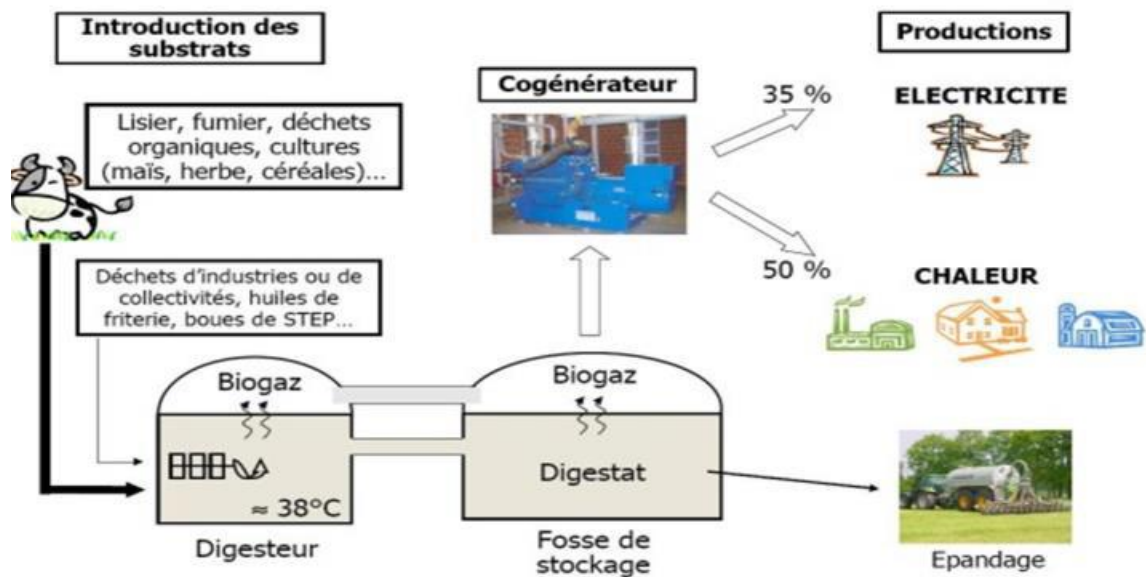 Introduction des
substrats
Lisier, fumier, déchets
organiques, cultures
(maïs, herbe, céréales)...
Déchets d'industries ou de
collectivités, huiles de
friterie, boues de STEP...
Biogaz
≈ 38°C
Digesteur
Biogaz
Digestat
Fosse de
stockage
Cogénérateur
35 %
50 %
Productions
ELECTRICITE
CHALEUR
Epandage